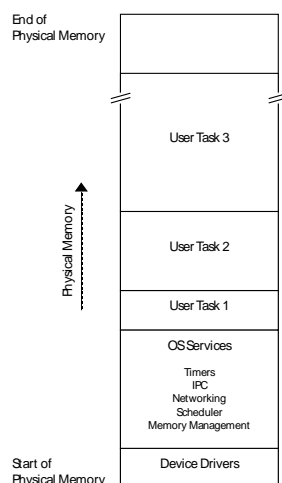 End of
Physical Memory
User Task 3
Physical Memory
User Task 2
User Task 1
OS Services
Timers
IPC
Networking
Scheduler
Memory Management
Start of
Physical Memory
Device Drivers